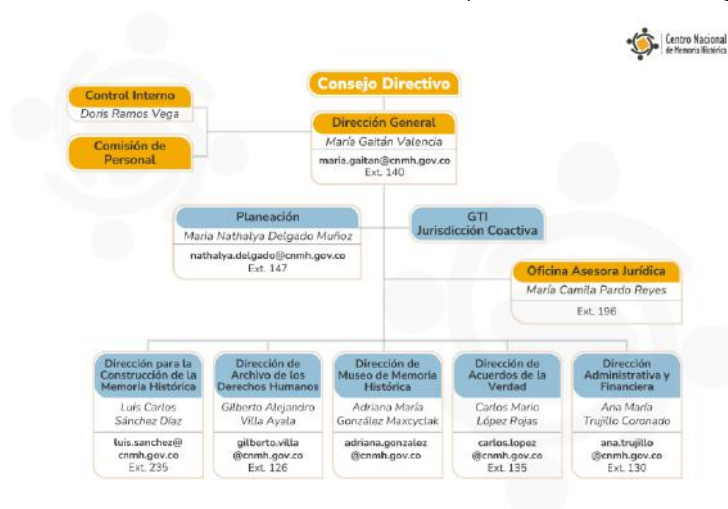 Centro Nacional
de Memoria Histórica
Consejo Directivo
Control Interno
Doris Ramos Vega
Comisión de
Personal
Dirección General
María Gaitán Valencia
maria.gaitan@cnmh.gov.co
Ext. 140
Planeación
Maria Nathalya Delgado Muñoz
nathalya.delgado@cnmh.gov.co
Ext. 147
GTI
Jurisdicción Coactiva
Oficina Asesora Jurídica
María Camila Pardo Reyes
Ext. 196
Dirección para la
Construcción de la
Memoria Histórica
Luis Carlos
Sánchez Díaz
luis.sanchez@
cnmh.gov.co
Ext. 235
Dirección de
Archivo de los
Derechos Humanos
Gilberto Alejandro
Villa Ayala
gilberto.villa
@cnmh.gov.co
Ext. 126
Dirección de
Museo de Memoria
Histórica
Adriana María
González Maxcyclak
adriana.gonzalez
@cnmh.gov.co
Dirección de
Acuerdos de la
Verdad
Carlos Mario
López Rojas
carlos.lopez
@cnmh.gov.co
Ext. 135
Dirección
Administrativa y
Financiera
Ana María
Trujillo Coronado
ana.trujillo
@cnmh.gov.co
Ext. 130